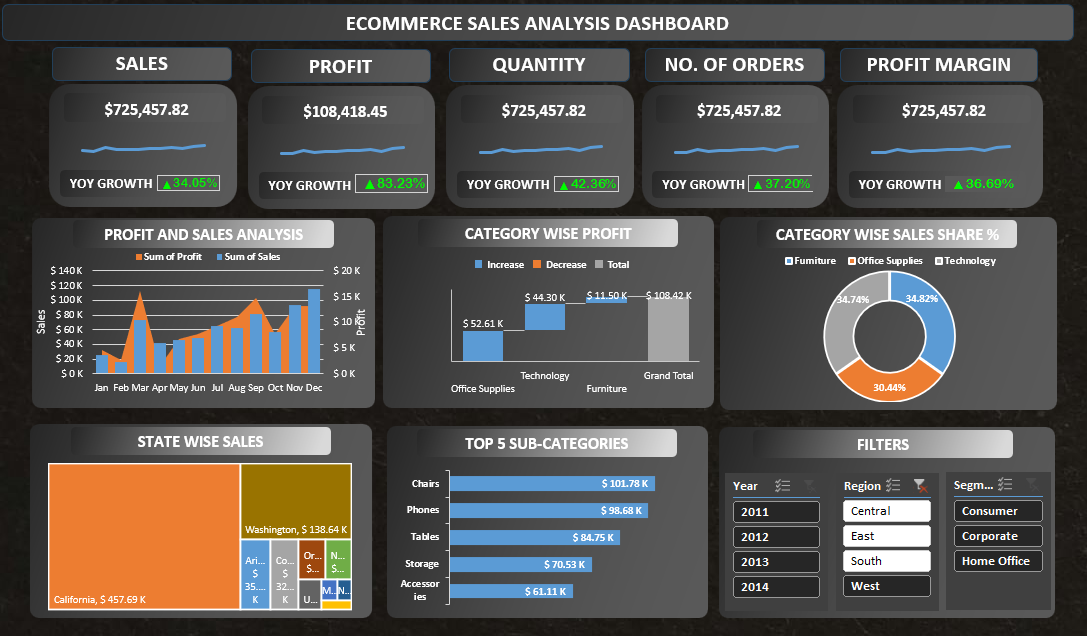 ECOMMERCE SALES ANALYSIS DASHBOARD
SALES
PROFIT
QUANTITY
NO. OF ORDERS
PROFIT MARGIN
$725,457.82
$108,418.45
$725,457.82
$725,457.82
$725,457.82
YOY GROWTH ▲34.05%
YOY GROWTH ▲83.23%
YOY GROWTH ▲42.36%
YOY GROWTH ▲37.20%
YOY GROWTH ▲36.69%
PROFIT AND SALES ANALYSIS
Sum of Profit Sum of Sales
$ 140 K
$ 120 K
$ 100 K
$ 80 K
$ 60 K
$ 40 K
$ 20 K
$ 0 K
Sales
$ 20 K
$ 15 K
$ 10 K
$ 5 K
$ 0 K
Profit
Jan Feb Mar Apr May Jun Jul Aug Sep Oct Nov Dec
CATEGORY WISE PROFIT
Increase Decrease Total
$ 52.61 K
$ 44.30 K
$ 11.50 K
$ 108.42 K
Office Supplies
Technology
Furniture
Grand Total
CATEGORY WISE SALES SHARE %
Furniture Office Supplies Technology
34.74%
34.82%
30.44%
STATE WISE SALES
California, $ 457.69 K
Washington, $ 138.64 K
Ari...
$
35....
K
Co...
$
32....
K
Or...
$...
N...
$...
U...
M...
N...
TOP 5 SUB-CATEGORIES
Chairs $ 101.78 K
Phones $ 98.68 K
Tables $ 84.75 K
Storage $ 70.53 K
Accessor
ies $ 61.11 K
FILTERS
Year
2011
2012
2013
2014
Region
Central
East
South
West
Segm...
Consumer
Corporate
Home Office